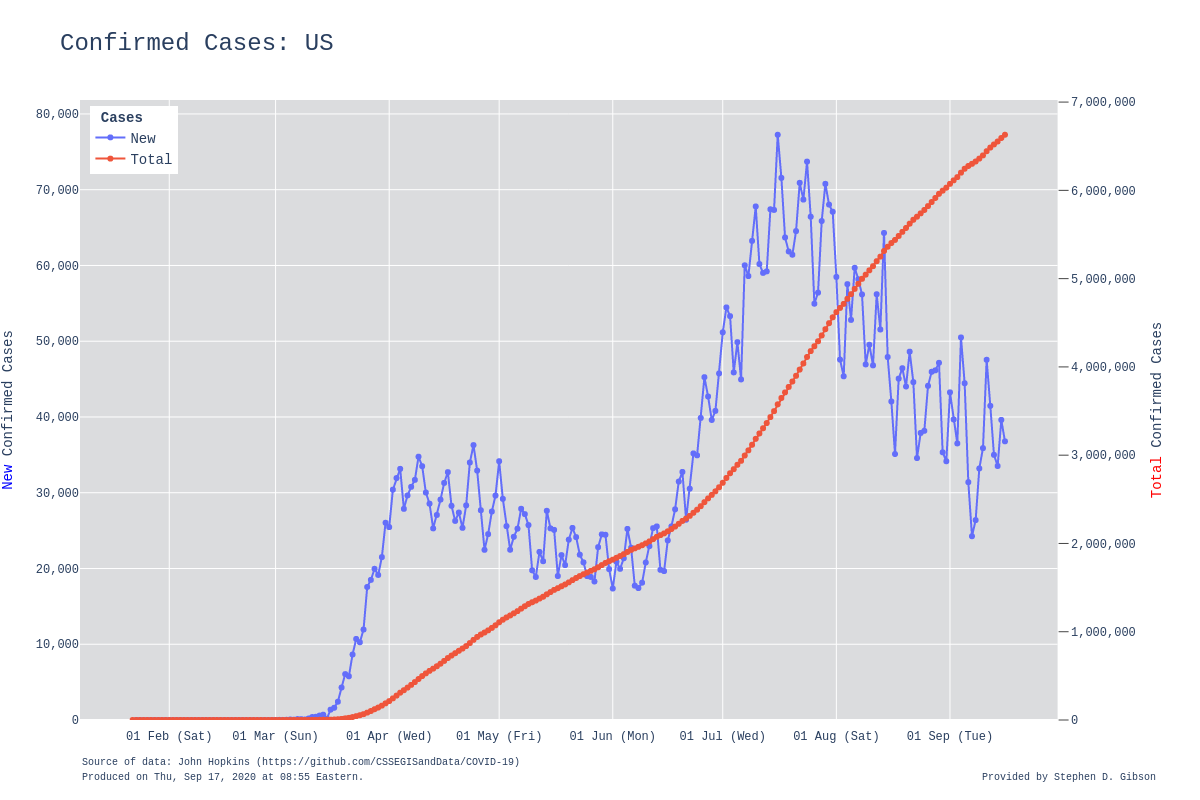 Confirmed Cases: US
Cases
New
Total
80,000
70,000
60,000
50,000
40,000
30,000
20,000
10,000
0
7,000,000
6,000,000
5,000,000
4,000,000
3,000,000
2,000,000
1,000,000
0
New Confirmed Cases
Total Confirmed Cases
01 Feb (Sat)
01 Mar (Sun)
01 Apr (Wed)
01 May (Fri)
01 Jun (Mon)
01 Jul (Wed)
01 Aug (Sat)
01 Sep (Tue)
Source of data: John Hopkins (https://github.com/CSSEGISandData/COVID-19)
Produced on Thu, Sep 17, 2020 at 08:55 Eastern.
Provided by Stephen D. Gibson